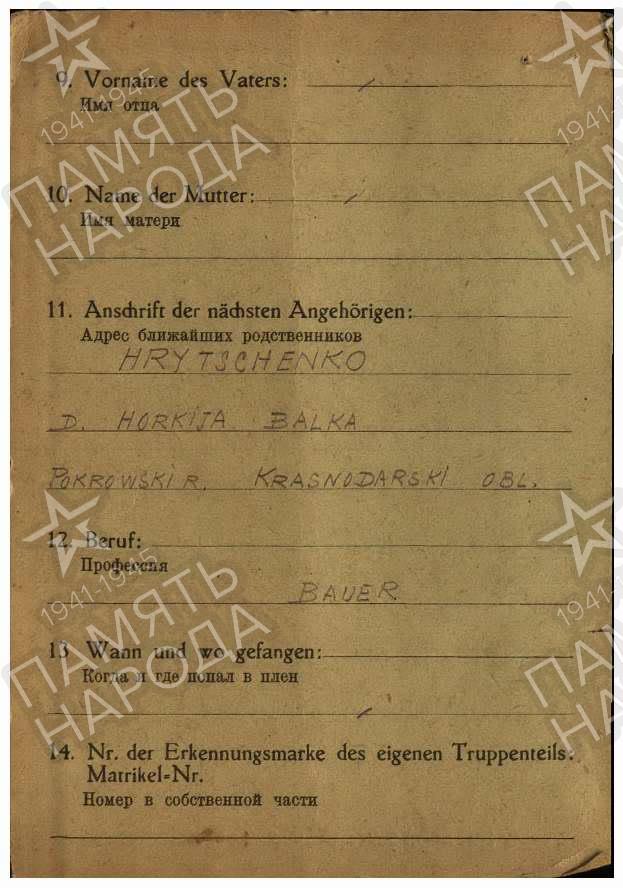 9. Vorname des Vaters:
Имя отца
10. Name der Mutter:
Имя матери
11. Anschrift der nächsten Angehörigen:
Адрес ближайших родственников
HRYTSCHENKO
D. HORKIJA BALKA
POKROWSKI R. KRASNODARSKI OBL.
12. Beruf:
Профессия
BAUER
13 Wann und wo gefangen:
Когда и где попал в плен
14. Nr. der Erkennungsmarke des eigenen Truppenteils:
Matrikel=Nr.
Номер в собственной части
1941-1945
ПАМЯТЬ
НАРОДА
1941-1945
ПАМЯТЬ
НАРОДА